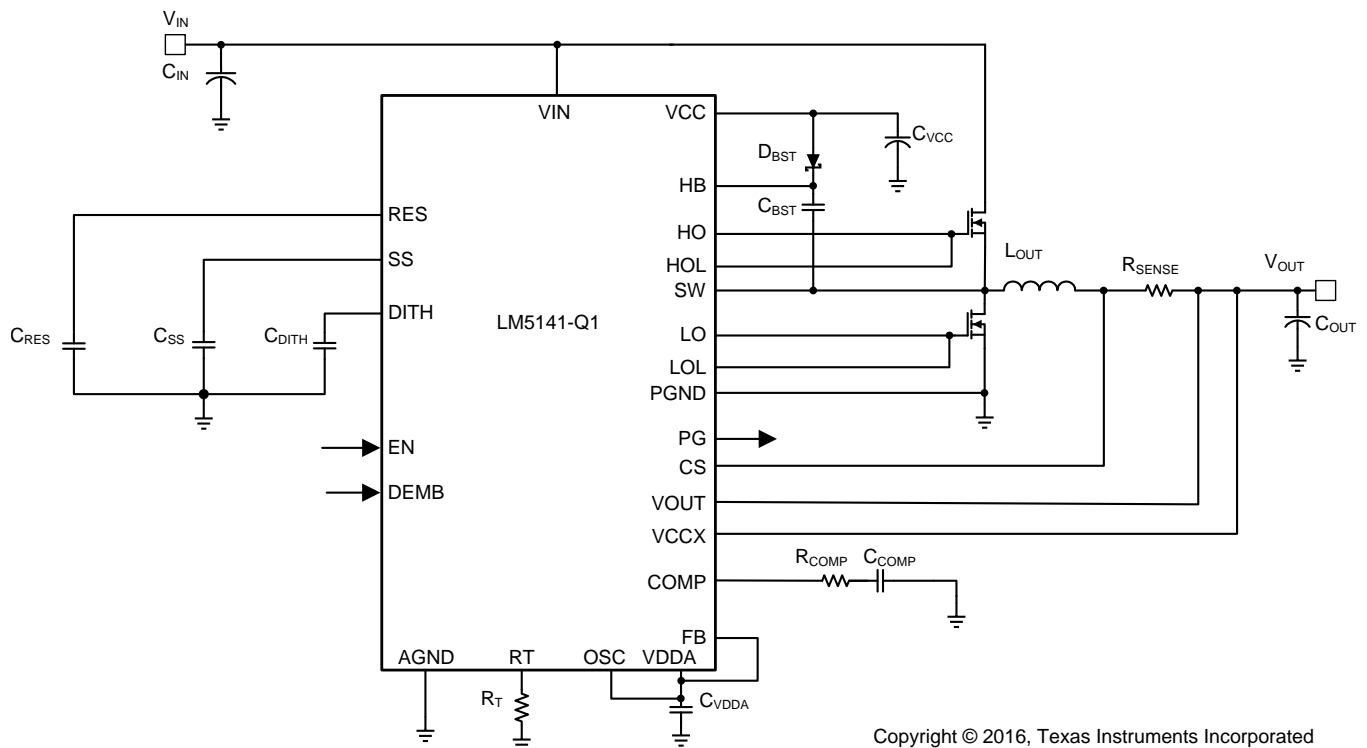 VIN
CIN
VIN
VCC
CVCC
DBST
HB
CBST
RES
HO
SS
HOL
LOUT
RSENSE
VOUT
SW
DITH
LM5141-Q1
LO
COUT
CRES
CSS
CDITH
LOL
PGND
PG
EN
CS
DEMB
VOUT
VCCX
RCOMP
CCOMP
COMP
FB
AGND
RT
OSC
VDDA
RT
CVDDA
Copyright © 2016, Texas Instruments Incorporated